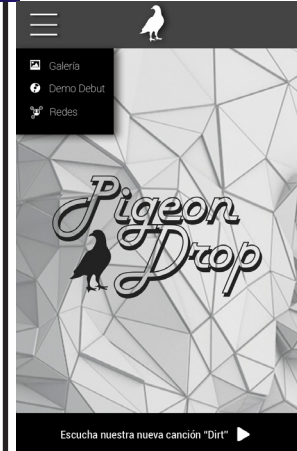 Galería
Demo Debut
Redes
Pigeon
Drop
Escucha nuestra nueva canción "Dirt"